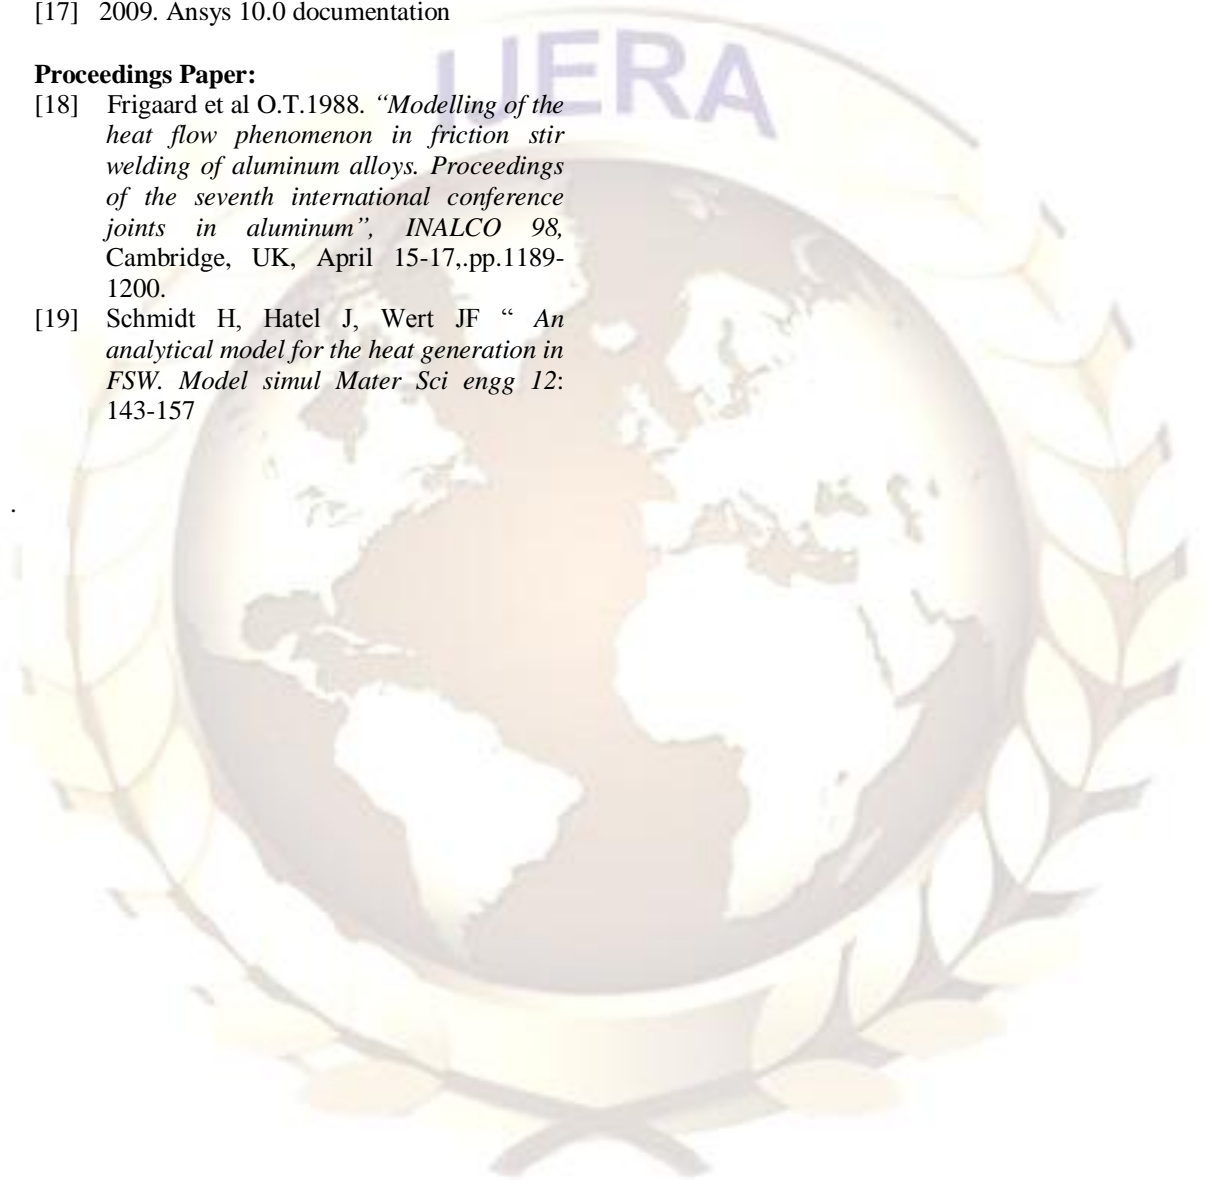 [17] 2009. Ansys 10.0 documentation
IJERA
Proceedings Paper:
[18] Frigaard et al O.T.1988. “Modelling of the
heat flow phenomenon in friction stir
welding of aluminum alloys. Proceedings
of the seventh international conference
joints in aluminum”, INALCO 98,
Cambridge, UK, April 15-17,.pp.1189-
1200.
[19] Schmidt H, Hatel J, Wert JF “ An
analytical model for the heat generation in
FSW. Model simul Mater Sci engg 12:
143-157
.